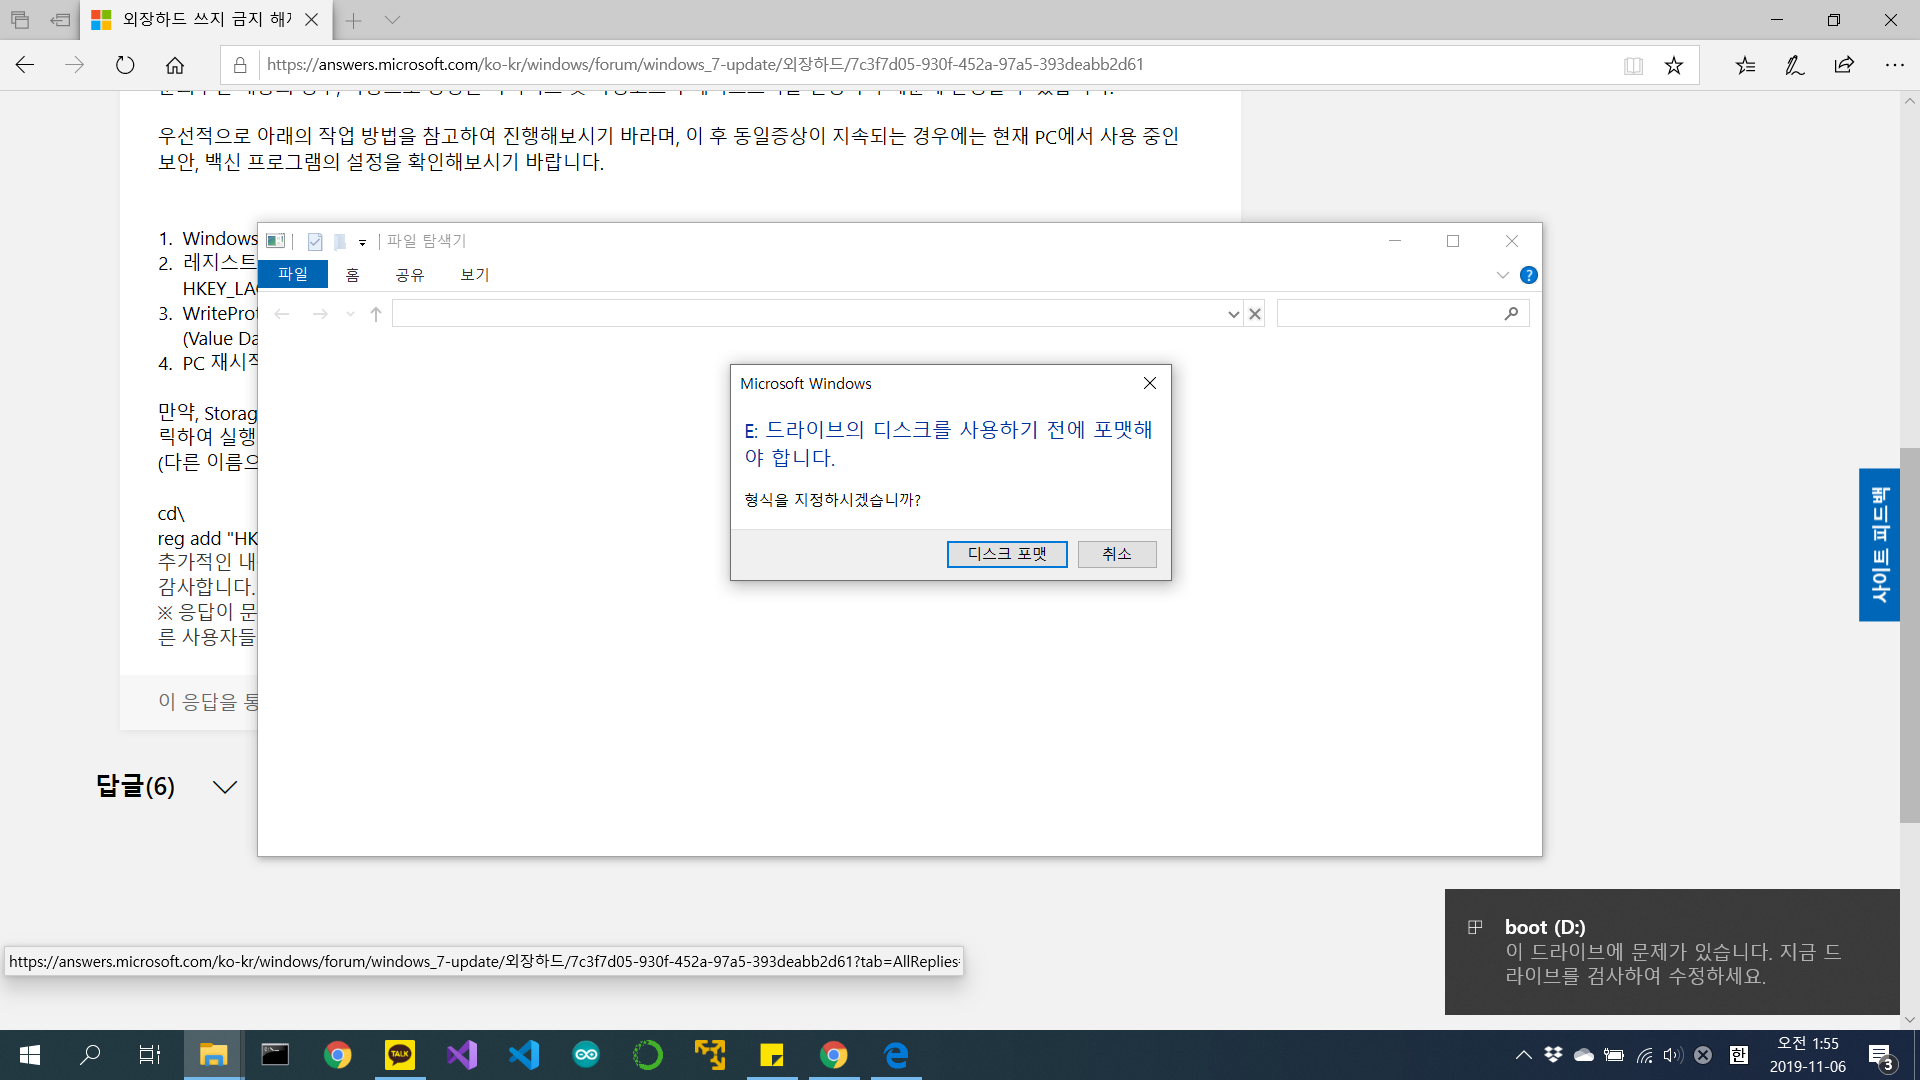 외장하드 쓰지 금지 해제
https://answers.microsoft.com/ko-kr/windows/forum/windows_7-update/외장하드/7c3f7d05-930f-452a-97a5-393deabb2d61
우선적으로 아래의 작업 방법을 참고하여 진행해보시기 바라며, 이 후 동일증상이 지속되는 경우에는 현재 PC에서 사용 중인
보안, 백신 프로그램의 설정을 확인해보시기 바랍니다.
1. Windows
2. 레지스트
HKEY_LA
3. WriteProt
(Value Da
4. PC 재시작
만약, Storag
릭하여 실행
(다른 이름으
cd\
reg add "HK
추가적인 내
감사합니다.
※ 응답이 문
른 사용자들
이 응답을 통
답글(6)
파일 탐색기
파일 홈 공유 보기
Microsoft Windows
E: 드라이브의 디스크를 사용하기 전에 포맷해
야 합니다.
형식을 지정하시겠습니까?
디스크 포맷 취소
사이트 피드백
boot (D:)
이 드라이브에 문제가 있습니다. 지금 드
라이브를 검사하여 수정하세요.
https://answers.microsoft.com/ko-kr/windows/forum/windows_7-update/외장하드/7c3f7d05-930f-452a-97a5-393deabb2d61?tab=AllReplies
TALK
한
오전 1:55
2019-11-06
3